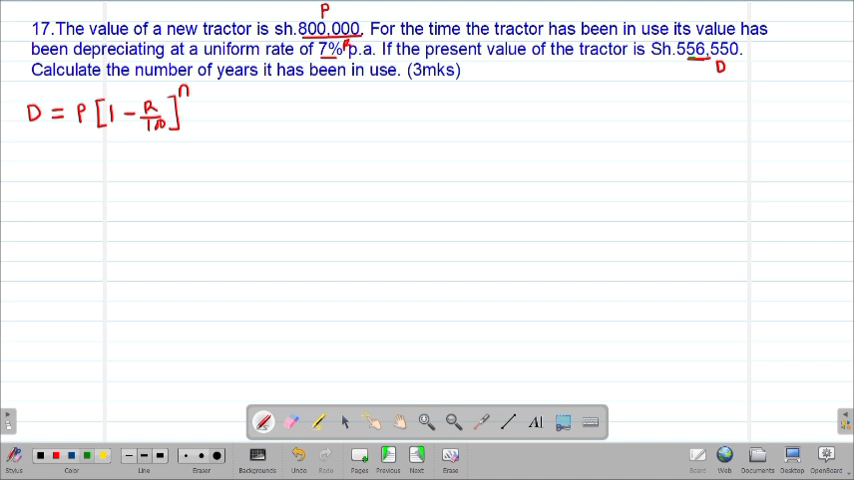 P
17.The value of a new tractor is sh.800,000. For the time the tractor has been in use its value has
been depreciating at a uniform rate of 7% R p.a. If the present value of the tractor is Sh.556,550.
D
Calculate the number of years it has been in use. (3mks)
D = P[1 - R/100]^n
Styles
Color
Line
Eraser
Backgrounds
Undo
Redo
Pages
Previous
Next
Erase
Board
Web
Documents
Desktop
OpenBoard